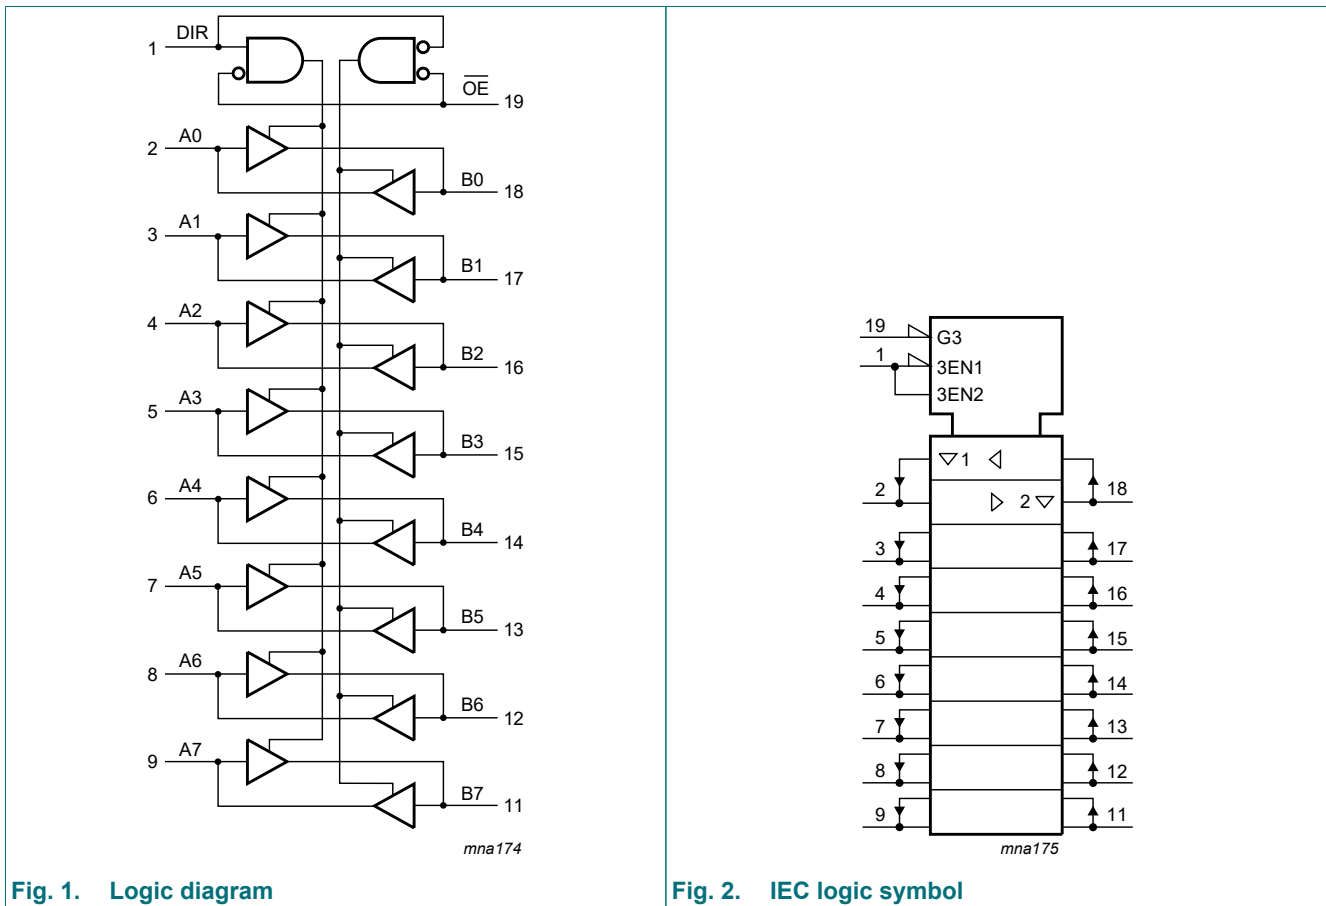 DIR
1
OE
19
A0
2
B0
18
A1
3
B1
17
A2
4
B2
16
A3
5
B3
15
A4
6
B4
14
A5
7
B5
13
A6
8
B6
12
A7
9
B7
11
mna174
Fig. 1. Logic diagram
19
G3
1
3EN1
3EN2
1
2
18
2
3
17
4
16
5
15
6
14
7
13
8
12
9
11
mna175
Fig. 2. IEC logic symbol